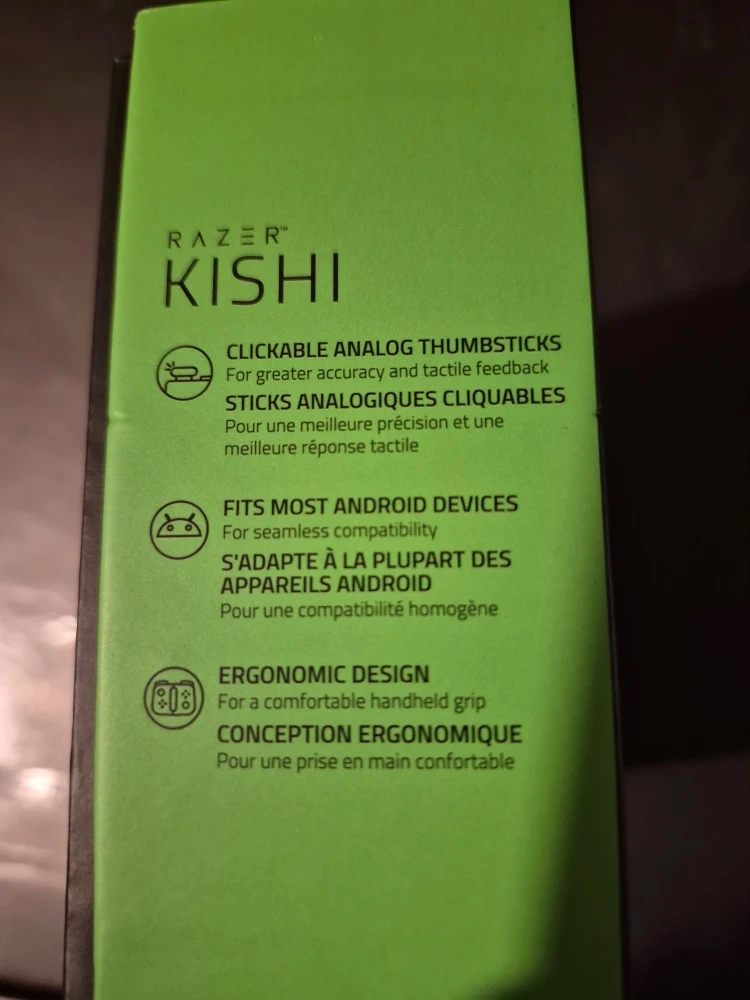 RAZER™
KISHI
CLICKABLE ANALOG THUMBSTICKS
For greater accuracy and tactile feedback
STICKS ANALOGIQUES CLIQUABLES
Pour une meilleure précision et une
meilleure réponse tactile
FITS MOST ANDROID DEVICES
For seamless compatibility
S'ADAPTE À LA PLUPART DES
APPAREILS ANDROID
Pour une compatibilité homogène
ERGONOMIC DESIGN
For a comfortable handheld grip
CONCEPTION ERGONOMIQUE
Pour une prise en main confortable